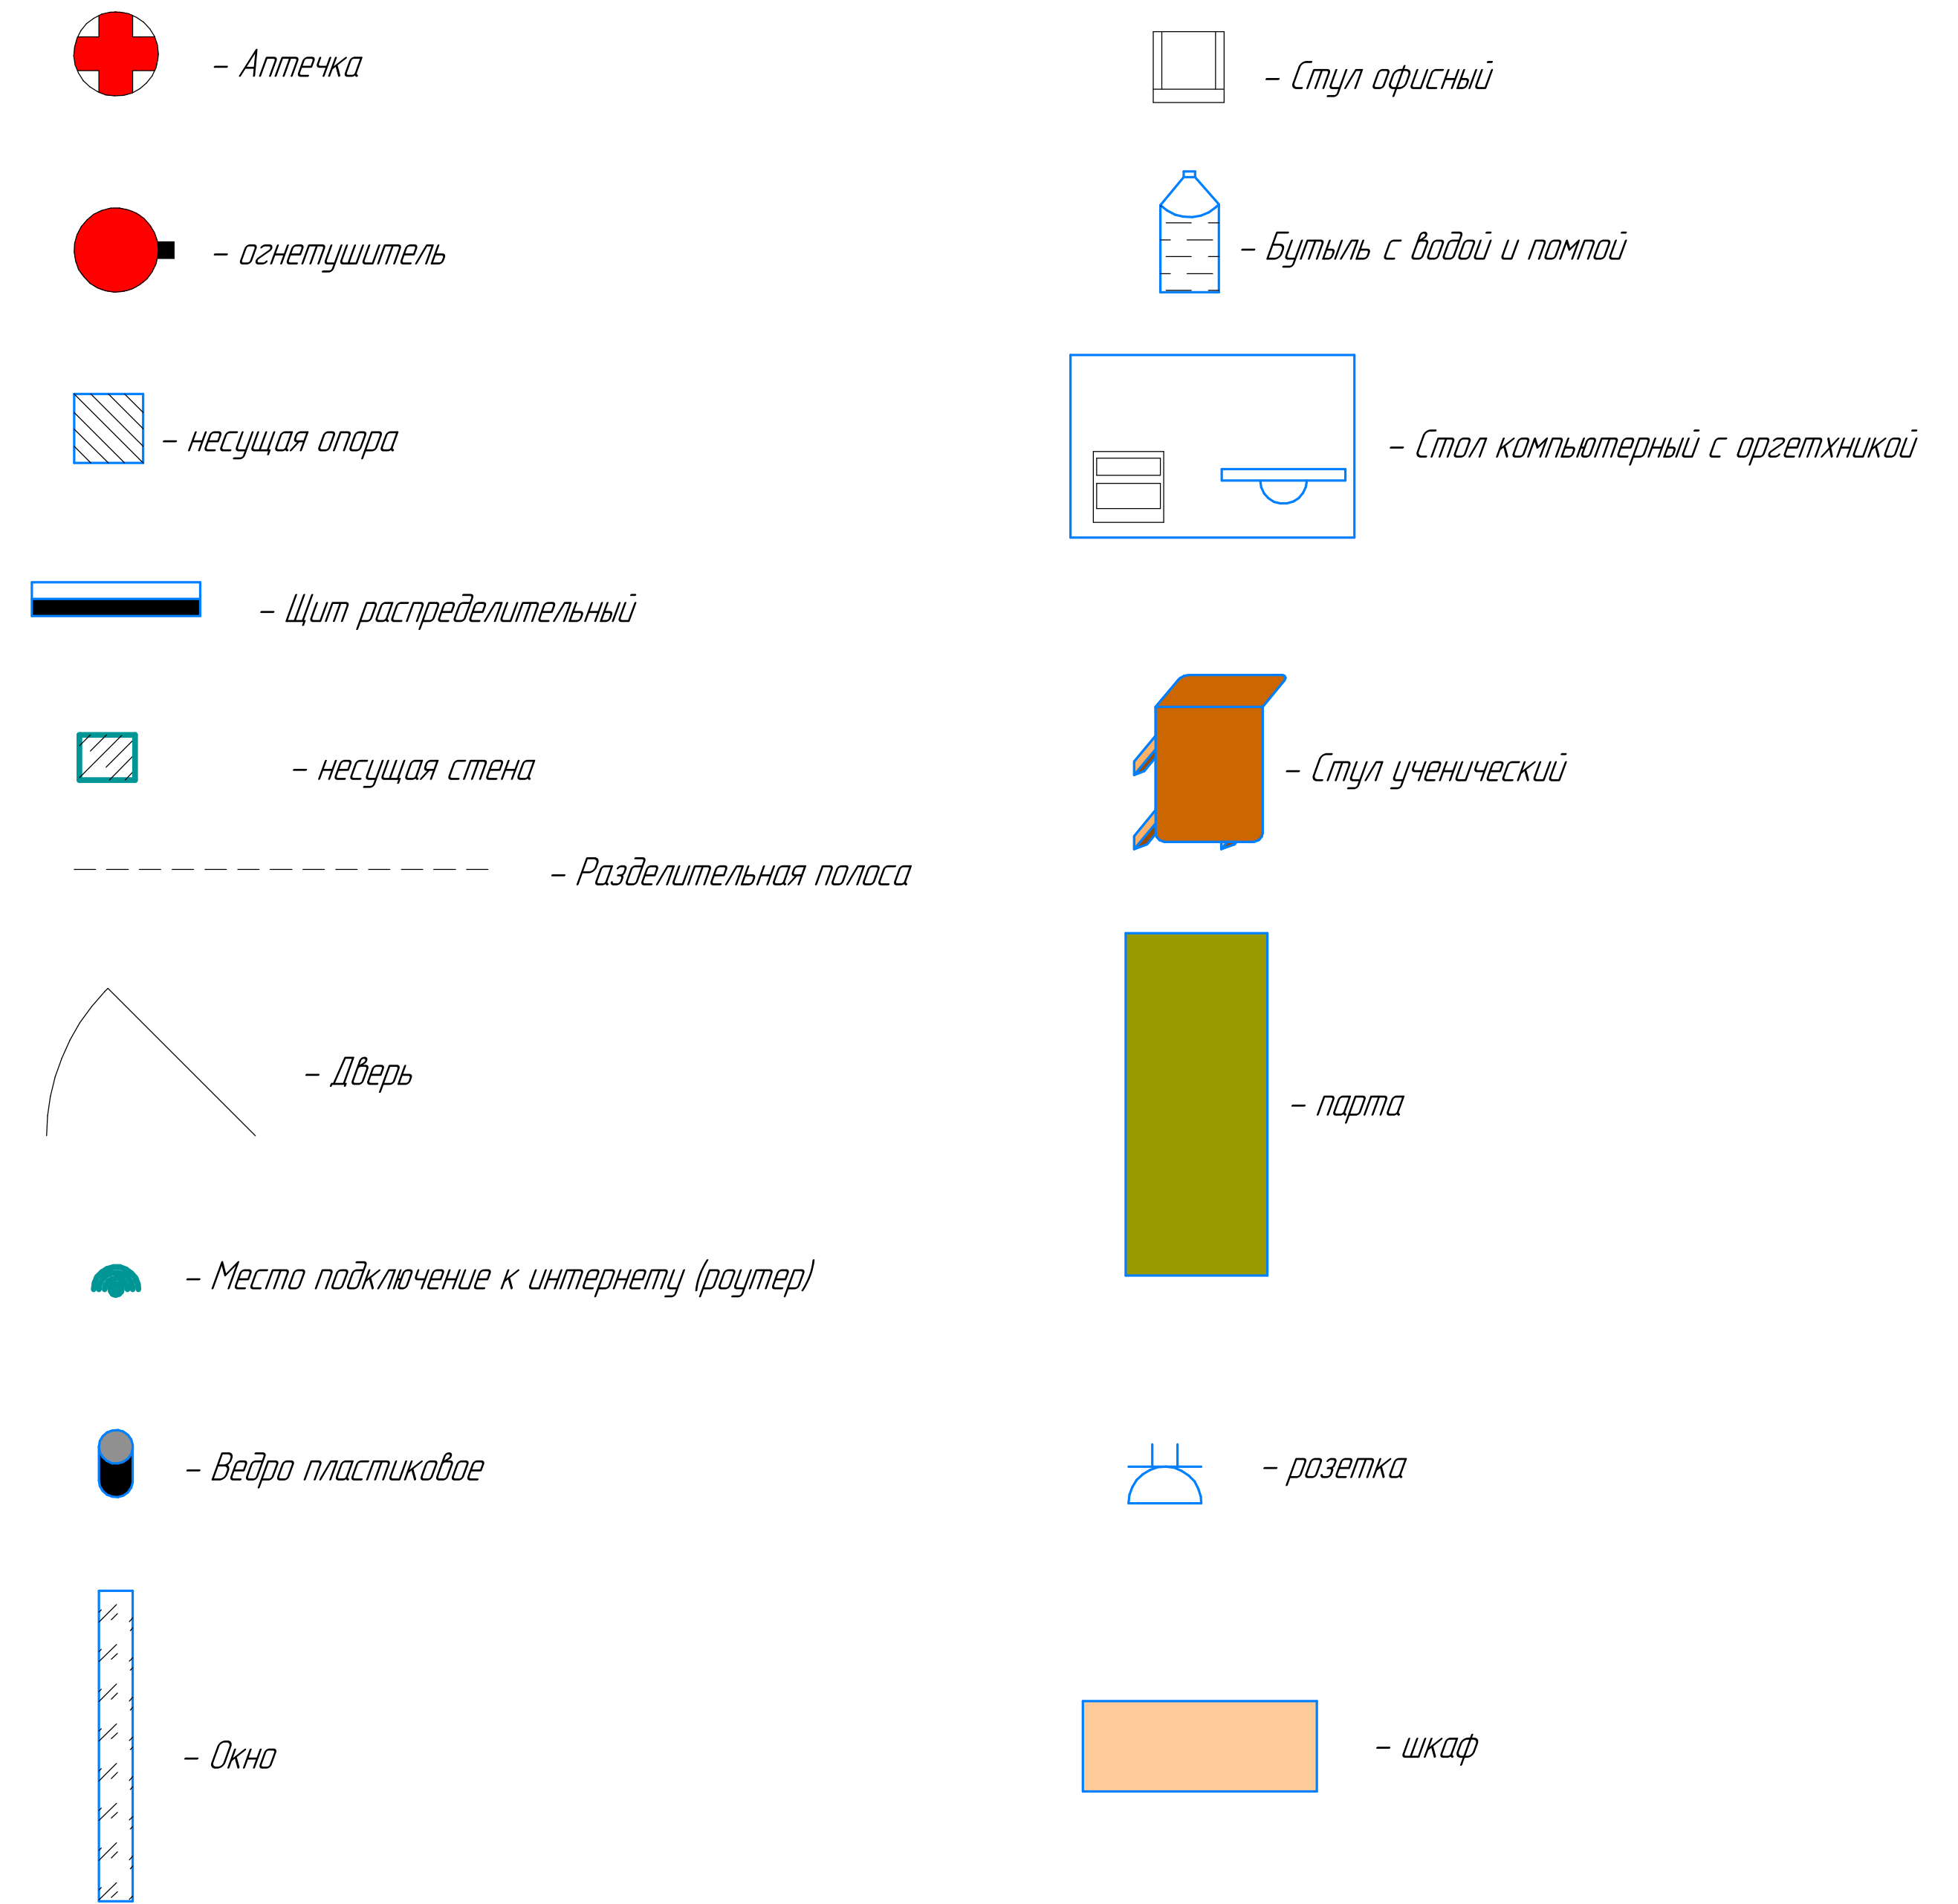 – Аптечка
– огнетушитель
– несущая опора
– Щит распределительный
– несущая стена
– Разделительная полоса
– Дверь
– Место подключение к интернету (роутер)
– Ведро пластиковое
– Окно
– Стул офисный
– Бутыль с водой и помпой
– Стол компьютерный с оргетхникой
– Стул ученический
– парта
– розетка
– шкаф